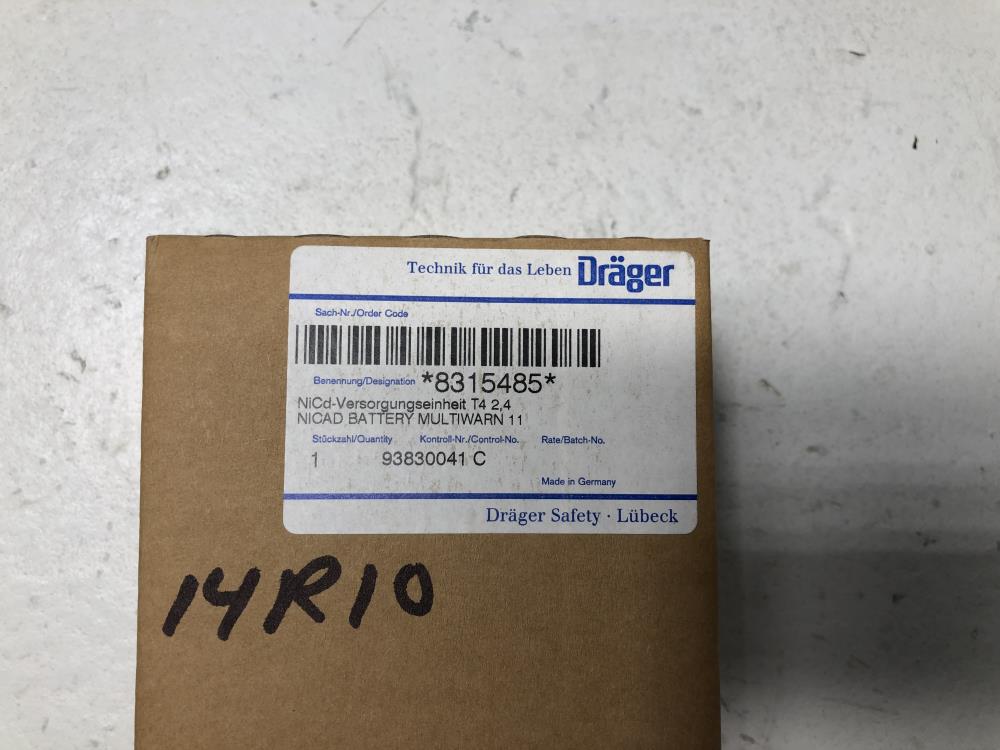 Technik für das Leben Dräger
Sach-Nr./Order Code
Benennung/Designation *8315485*
NiCd-Versorgungseinheit T4 2,4
NICAD BATTERY MULTIWARN 11
Stückzahl/Quantity Kontroll-Nr./Control-No. Rate/Batch-No.
1 93830041 C
Made in Germany
Dräger Safety · Lübeck
14R10